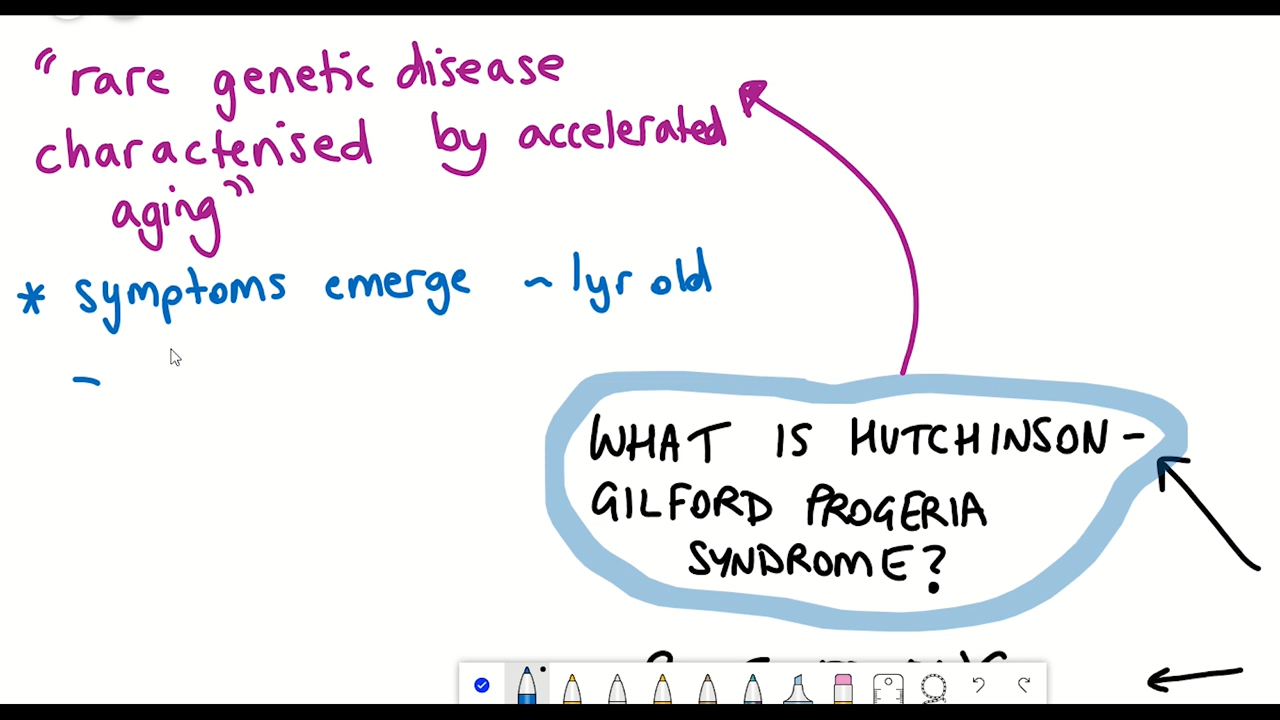 "rare genetic disease
characterised by accelerated
aging"
* symptoms emerge ~ 1yr old
-
WHAT IS HUTCHINSON-
GILFORD PROGERIA
SYNDROME?